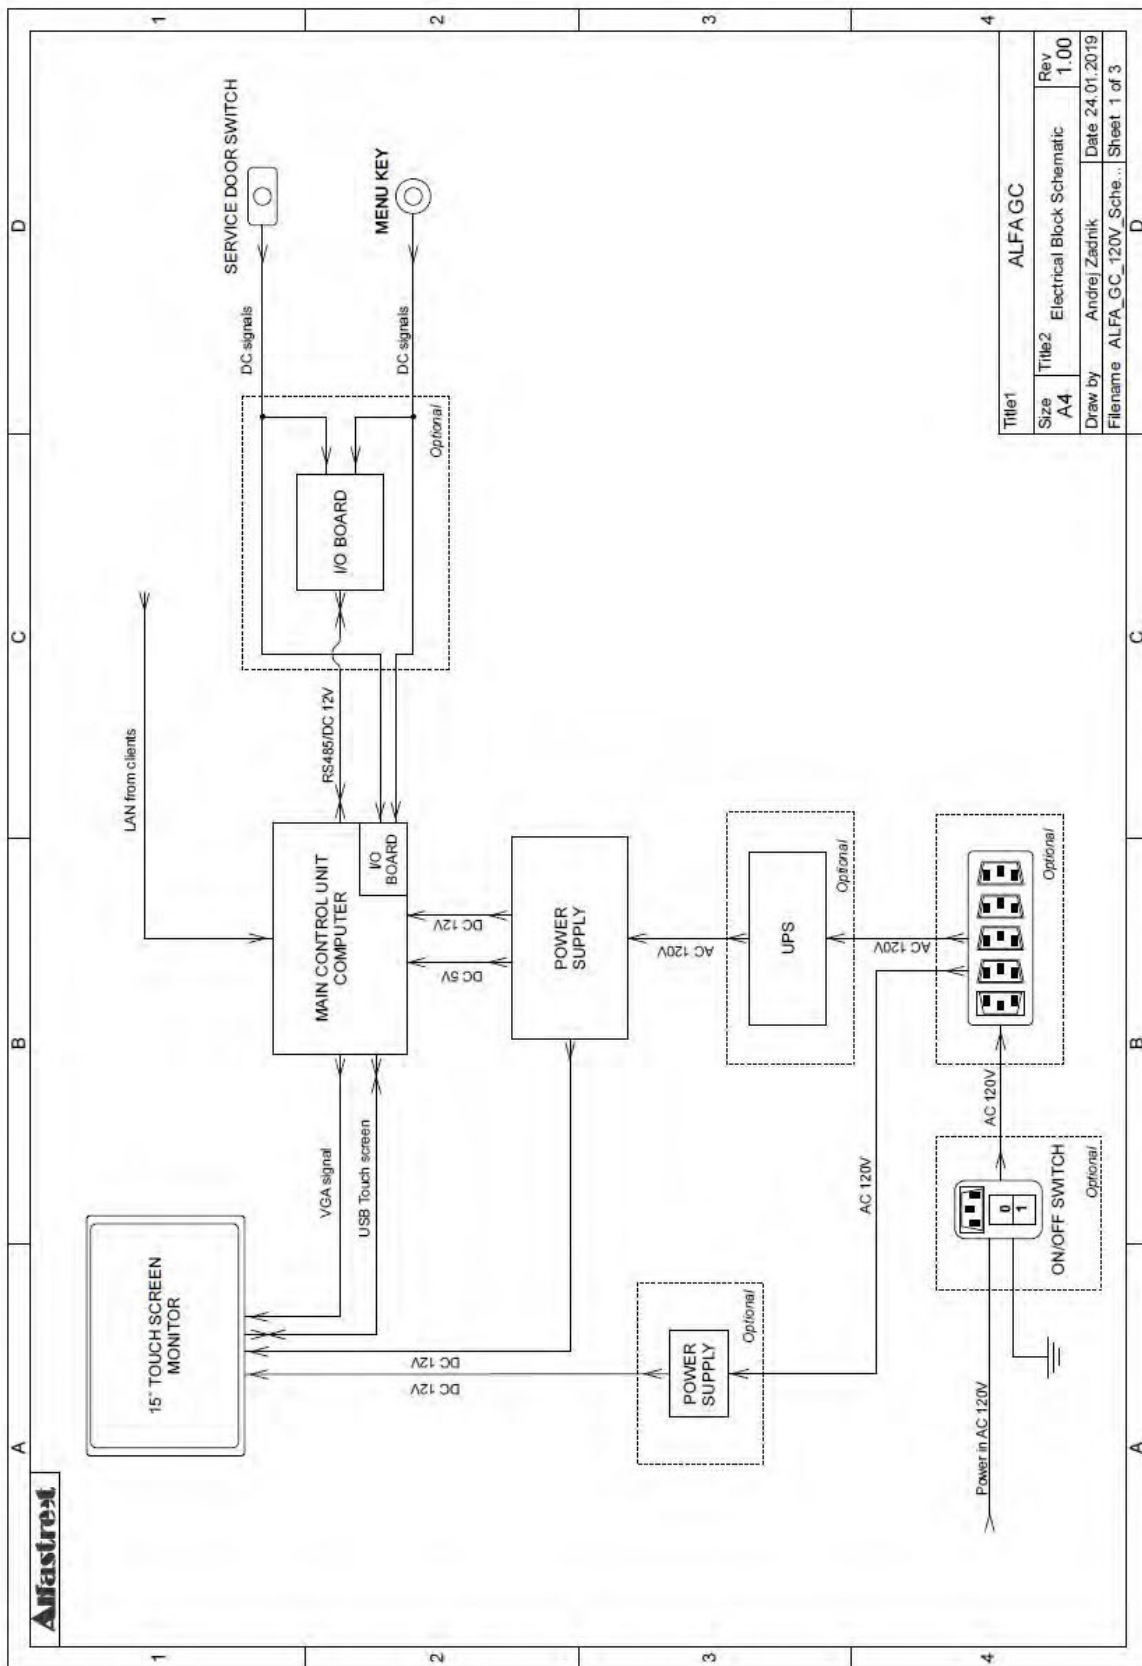 Alfastreet
A
B
C
D
1
2
3
4
15" TOUCH SCREEN
MONITOR
VGA signal
USB Touch screen
LAN from clients
MAIN CONTROL UNIT
COMPUTER
I/O
BOARD
RS485/DC 12V
I/O BOARD
Optional
DC signals
SERVICE DOOR SWITCH
DC signals
MENU KEY
DC 12V
DC 12V
DC 5V
DC 12V
POWER
SUPPLY
Optional
POWER
SUPPLY
AC 120V
UPS
Optional
AC 120V
AC 120V
Power in AC 120V
0
1
ON/OFF SWITCH
Optional
AC 120V
Optional
Title1
ALFA GC
Size
A4
Title2
Electrical Block Schematic
Rev
1.00
Draw by
Andrej Zadnik
Date 24.01.2019
Filename ALFA_GC_120V_Sche...
Sheet 1 of 3
A
B
C
D
1
2
3
4